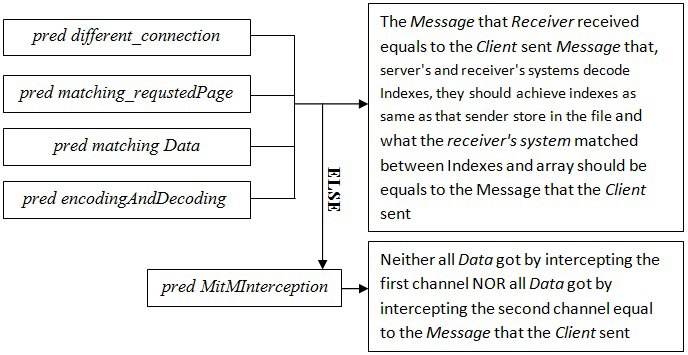 pred different_connection
pred matching_requstedPage
pred matching Data
pred encodingAndDecoding
ELSE
pred MitMInterception
The Message that Receiver received
equals to the Client sent Message that,
server's and receiver's systems decode
Indexes, they should achieve indexes as
same as that sender store in the file and
what the receiver's system matched
between Indexes and array should be
equals to the Message that the Client
sent
Neither all Data got by intercepting the
first channel NOR all Data got by
intercepting the second channel equal
to the Message that the Client sent